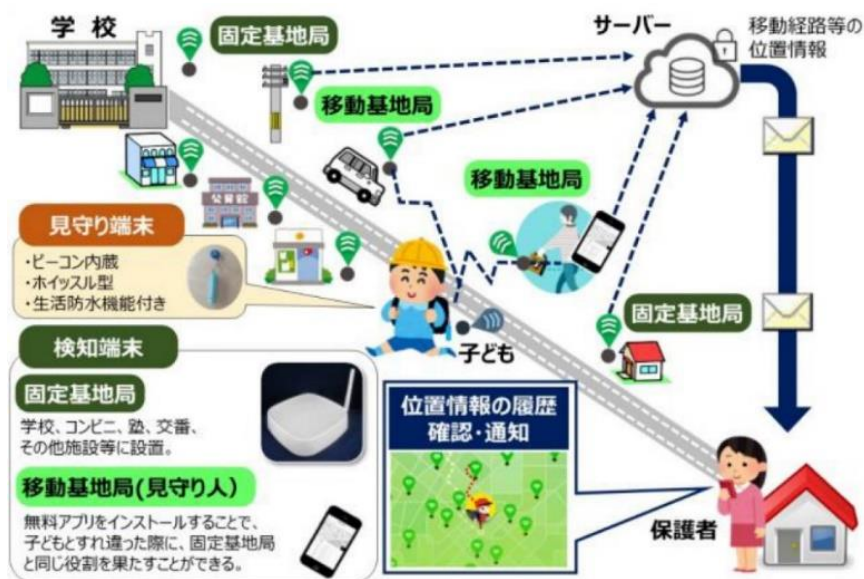 学 校
固定基地局
サーバー
移動経路等の
位置情報
移動基地局
移動基地局
見守り端末
・ビーコン内蔵
・ホイッスル型
・生活防水機能付き
固定基地局
子ども
検知端末
固定基地局
学校、コンビニ、塾、交番、
その他施設等に設置。
移動基地局(見守り人)
無料アプリをインストールすることで、
子どもとすれ違った際に、固定基地局
と同じ役割を果たすことができる。
位置情報の履歴
確認・通知
保護者